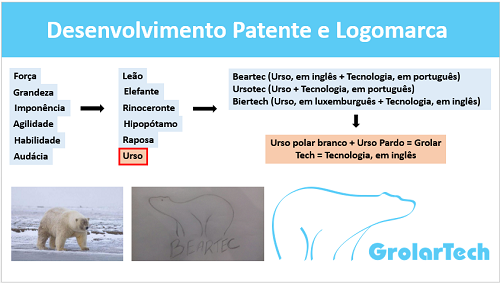 Desenvolvimento Patente e Logomarca
Força
Grandeza
Imponência
Agilidade
Habilidade
Audácia
Leão
Elefante
Rinoceronte
Hipopótamo
Raposa
Urso
Beartec (Urso, em inglês + Tecnologia, em português)
Ursotec (Urso + Tecnologia, em português)
Biertech (Urso, em luxemburguês + Tecnologia, em inglês)
Urso polar branco + Urso Pardo = Grolar
Tech = Tecnologia, em inglês
BEARTEC
GrolarTech